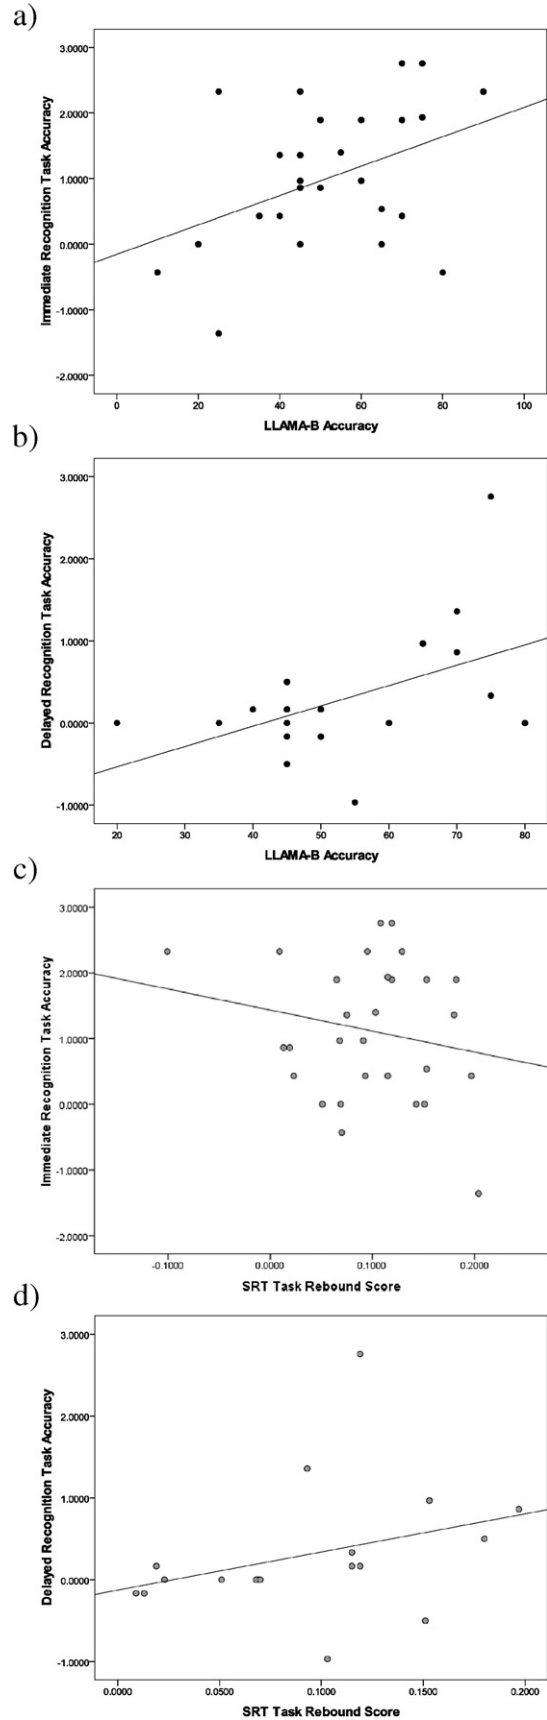 a)
3.0000
2.0000
1.0000
0.0000
-1.0000
-2.0000
Immediate Recognition Task Accuracy
0 20 40 60 80 100
LLAMA-B Accuracy
b)
3.0000
2.0000
1.0000
0.0000
-1.0000
Delayed Recognition Task Accuracy
20 30 40 50 60 70 80
LLAMA-B Accuracy
c)
3.0000
2.0000
1.0000
0.0000
-1.0000
-2.0000
Immediate Recognition Task Accuracy
-0.1000 0.0000 0.1000 0.2000
SRT Task Rebound Score
d)
3.0000
2.0000
1.0000
0.0000
-1.0000
Delayed Recognition Task Accuracy
0.0000 0.0500 0.1000 0.1500 0.2000
SRT Task Rebound Score